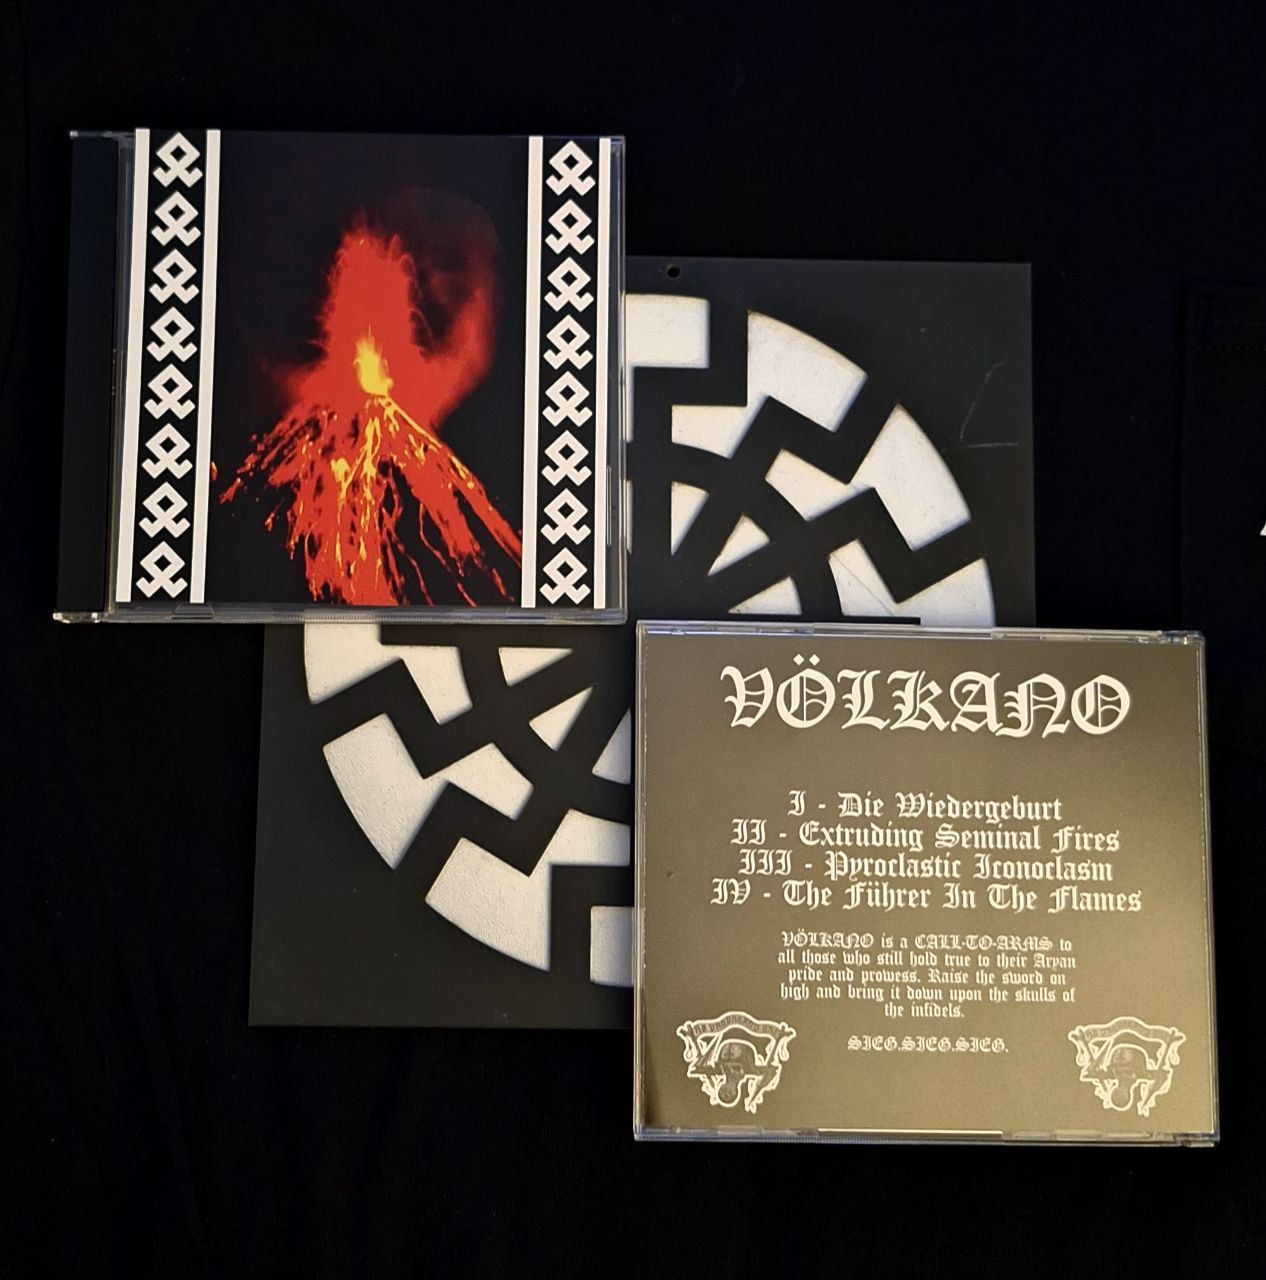 VÖLKANO
I - Die Wiedergeburt
II - Extruding Seminal Fires
III - Pyroclastic Iconoclasm
IV - The Führer In The Flames
VÖLKANO is a CALL-TO-ARMS to
all those who still hold true to their Aryan
pride and prowess. Raise the sword on
high and bring it down upon the skulls of
the infidels.
SIEG.SIEG.SIEG.